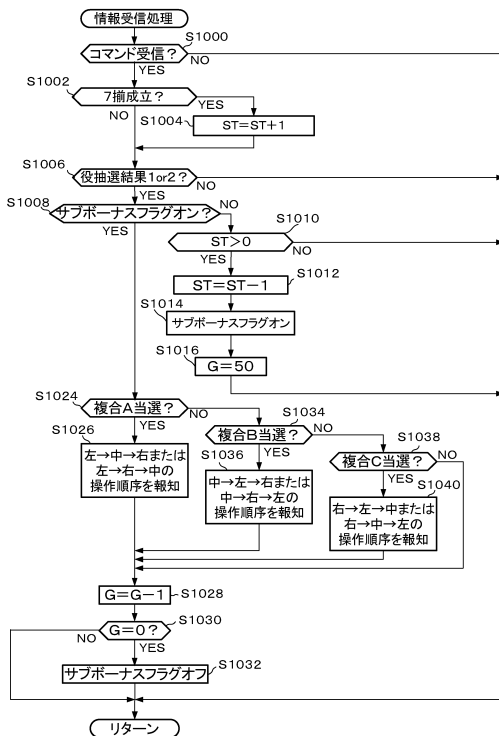 情報受信処理
S1000
コマンド受信？
NO
YES
S1002
7揃成立？
YES
NO
S1004
ST=ST+1
S1006
役抽選結果1or2？
NO
YES
S1008
サブボーナスフラグオン？
NO
YES
S1010
ST>0
NO
YES
S1012
ST=ST−1
S1014
サブボーナスフラグオン
S1016
G=50
S1024
複合A当選？
NO
YES
S1034
複合B当選？
NO
YES
S1038
複合C当選？
NO
YES
S1026
左→中→右または
左→右→中の
操作順序を報知
S1036
中→左→右または
中→右→左の
操作順序を報知
S1040
右→左→中または
右→中→左の
操作順序を報知
G=G−1
S1028
G=0？
S1030
NO
YES
サブボーナスフラグオフ
S1032
リターン